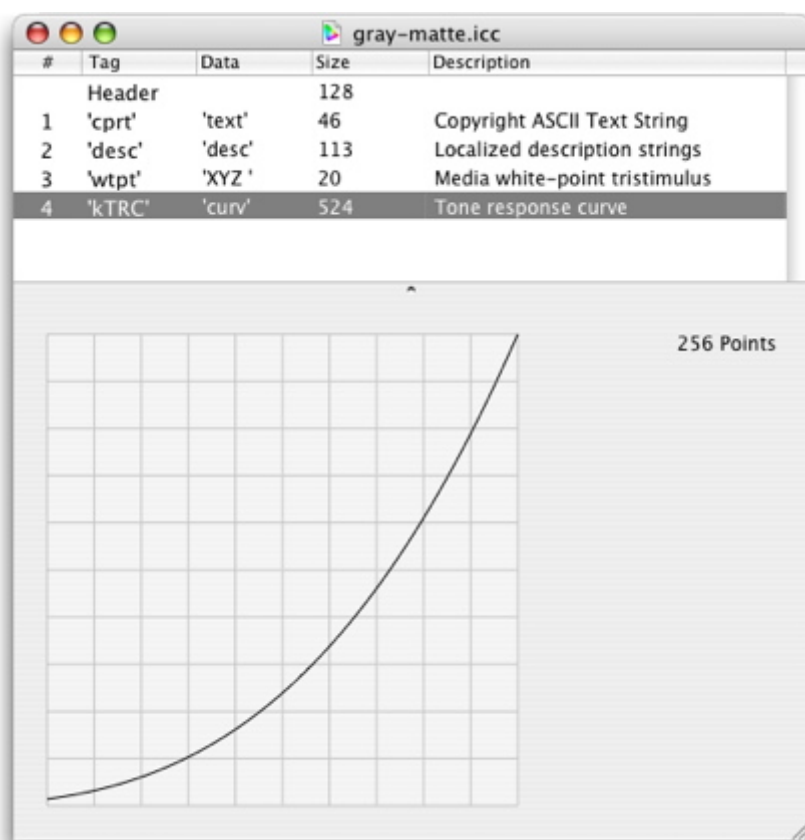 gray-matte.icc
# Tag Data Size Description
Header 128
1 'cprt' 'text' 46 Copyright ASCII Text String
2 'desc' 'desc' 113 Localized description strings
3 'wtpt' 'XYZ ' 20 Media white-point tristimulus
4 'kTRC' 'curv' 524 Tone response curve
256 Points